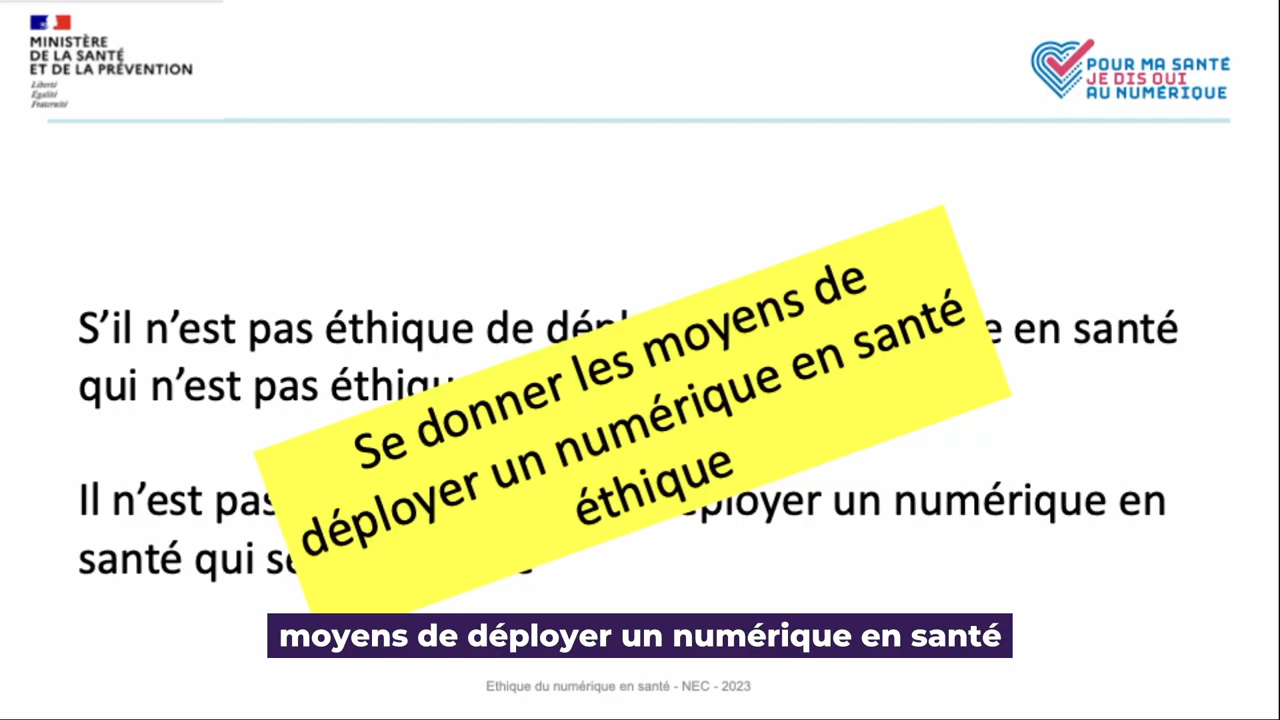 MINISTÈRE
DE LA SANTÉ
ET DE LA PRÉVENTION
Liberté
Égalité
Fraternité
POUR MA SANTÉ
JE DIS OUI
AU NUMÉRIQUE
S’il n’est pas éthique de en santé
qui n’est pas
Il n’est pas un numérique en
santé qui
Se donner les moyens de
déployer un numérique en santé
éthique
moyens de déployer un numérique en santé
Ethique du numérique en santé - NEC - 2023